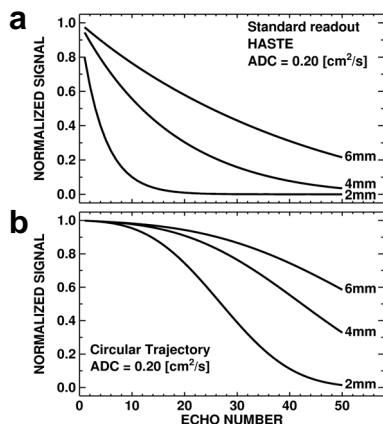 a
Standard readout
HASTE
ADC = 0.20 [cm²/s]
NORMALIZED SIGNAL
1.0
0.8
0.6
0.4
0.2
0.0
6mm
4mm
2mm
b
NORMALIZED SIGNAL
1.0
0.8
0.6
0.4
0.2
0.0
6mm
4mm
2mm
Circular Trajectory
ADC = 0.20 [cm²/s]
0 10 20 30 40 50
ECHO NUMBER